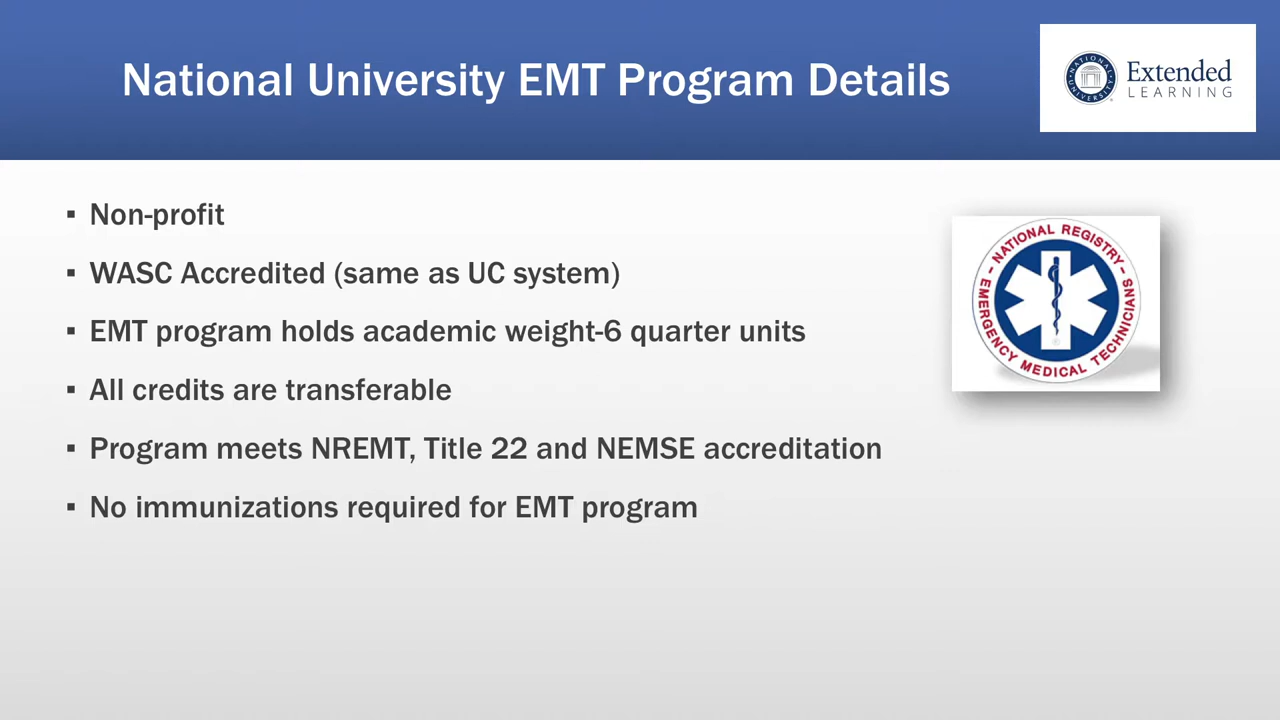 National University EMT Program Details
NATIONAL UNIVERSITY
Extended
LEARNING
▪ Non-profit
▪ WASC Accredited (same as UC system)
▪ EMT program holds academic weight-6 quarter units
▪ All credits are transferable
▪ Program meets NREMT, Title 22 and NEMSE accreditation
▪ No immunizations required for EMT program
NATIONAL REGISTRY
EMERGENCY MEDICAL TECHNICIANS